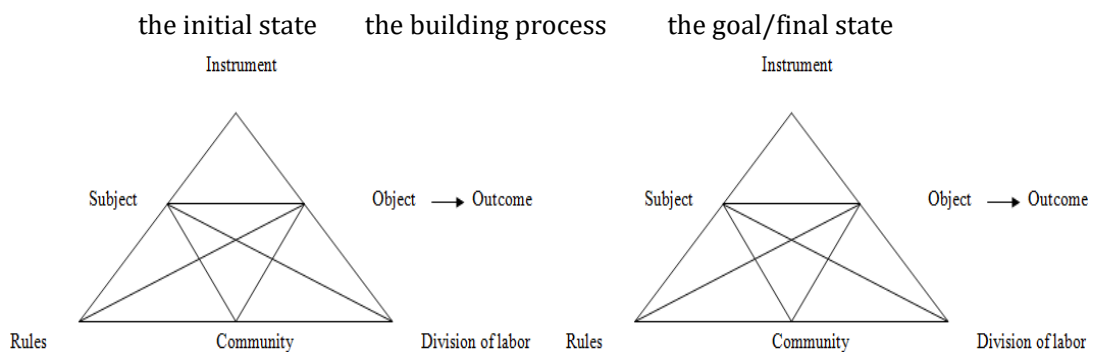 the initial state the building process the goal/final state
Instrument Instrument
Subject Object Outcome Subject Object Outcome
Rules Community Division of labor Rules Community Division of labor